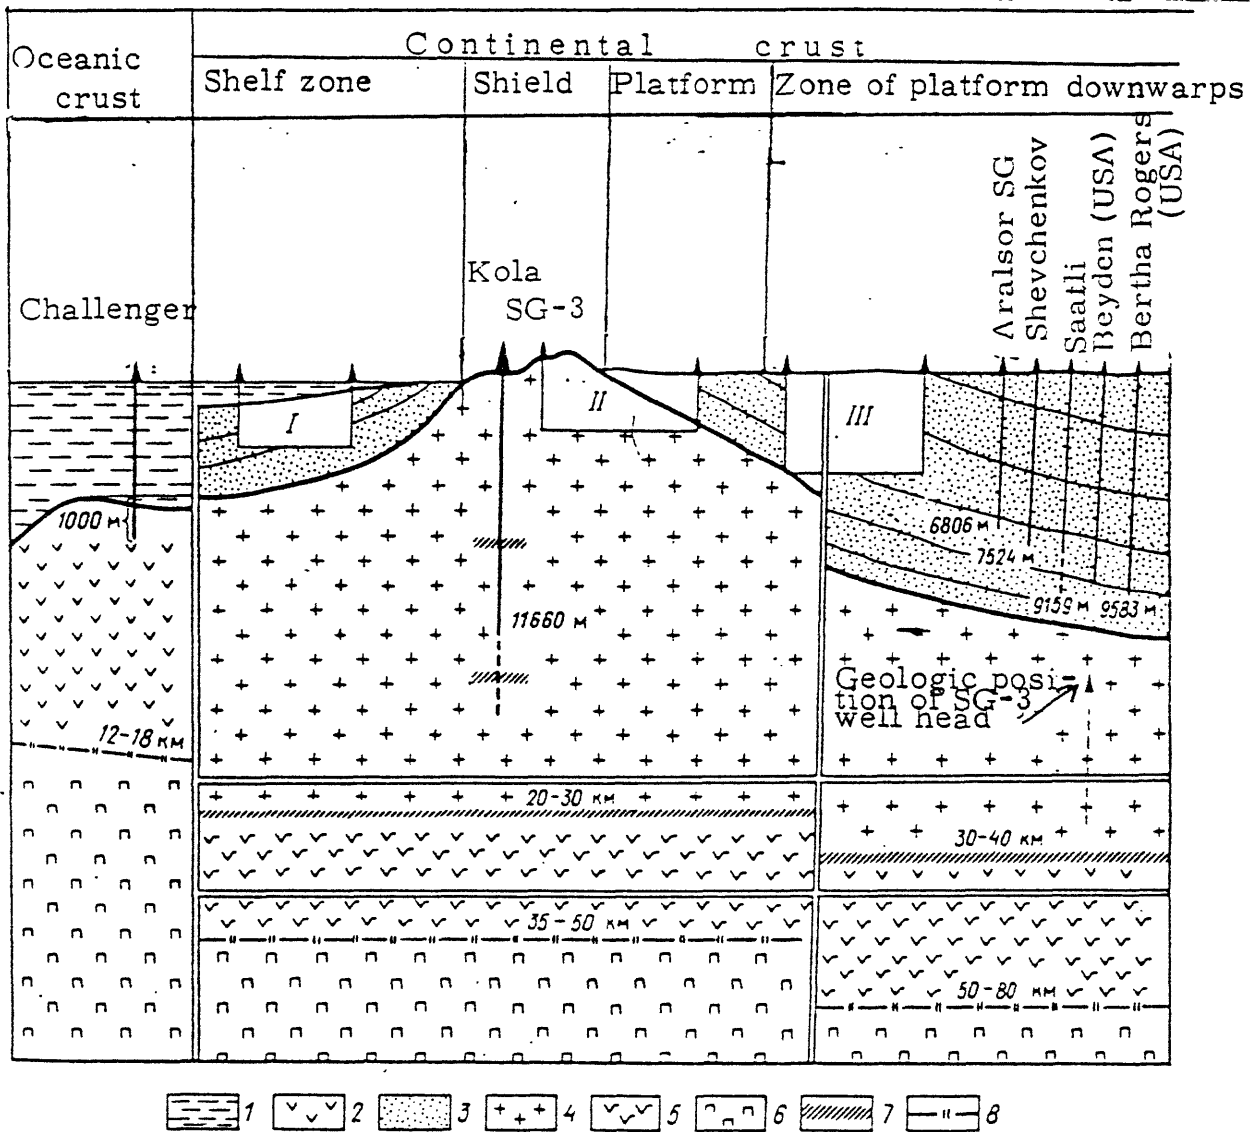 Continental crust
Oceanic
crust
Shelf zone
Shield
Platform
Zone of platform downwarps
Aralsor SG
Shevchenkov
Saatli
Beyden (USA)
Bertha Rogers
(USA)
Kola
SG-3
Challenger
I
II
III
1000 м
6806 м
7524 м
9159 м
9583 м
11660 м
Geologic posi-
tion of SG-3
well head
12-18 км
20-30 км
30-40 км
35-50 км
50-80 км
1
2
3
4
5
6
7
8